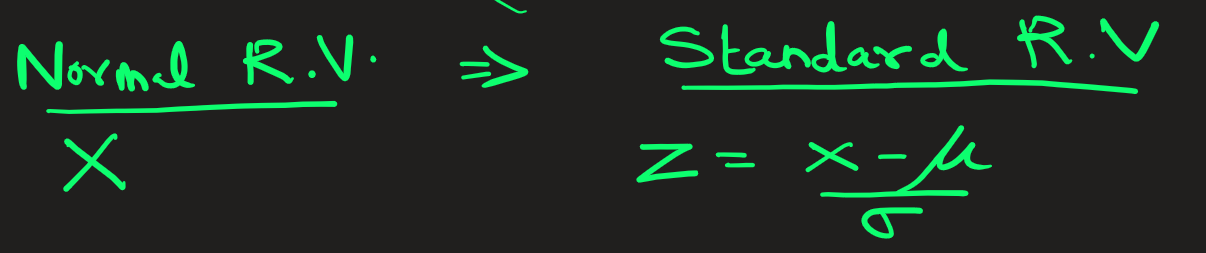 Normal R.V. ⇒ Standard R.V
X Z = x - μ
σ